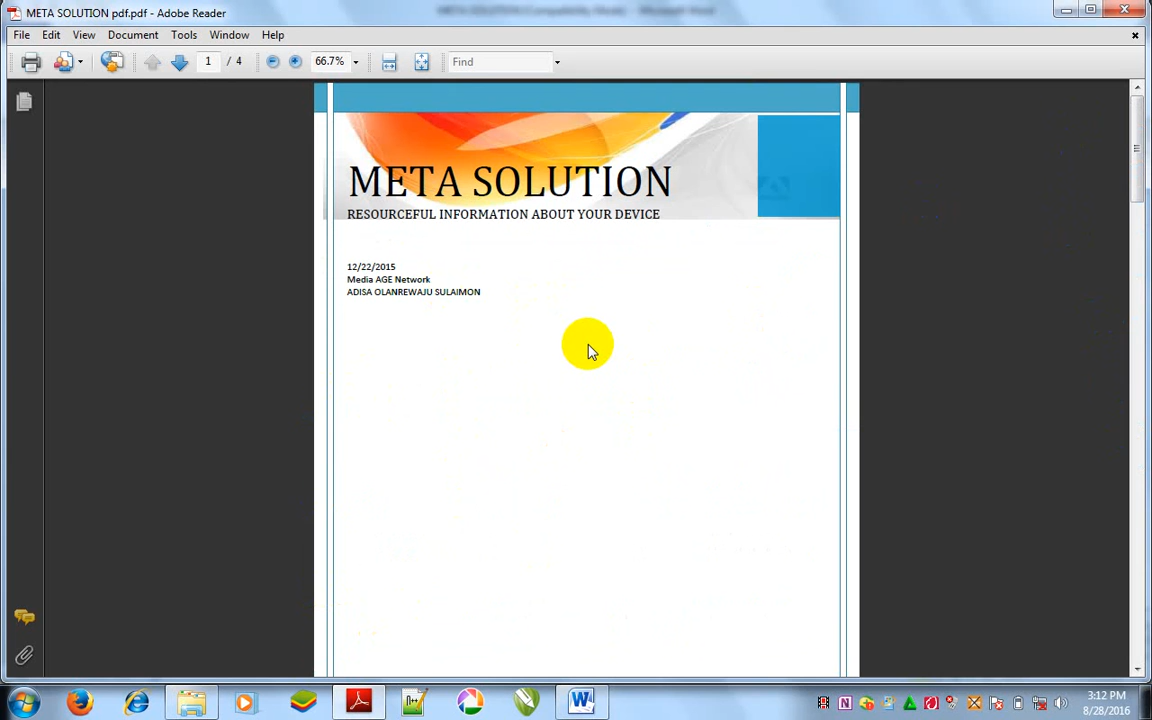 META SOLUTION pdf.pdf - Adobe Reader
File Edit View Document Tools Window Help
1 / 4 66.7% Find
META SOLUTION
RESOURCEFUL INFORMATION ABOUT YOUR DEVICE
12/22/2015
Media AGE Network
ADISA OLANREWAJU SULAIMON
3:12 PM
8/28/2016